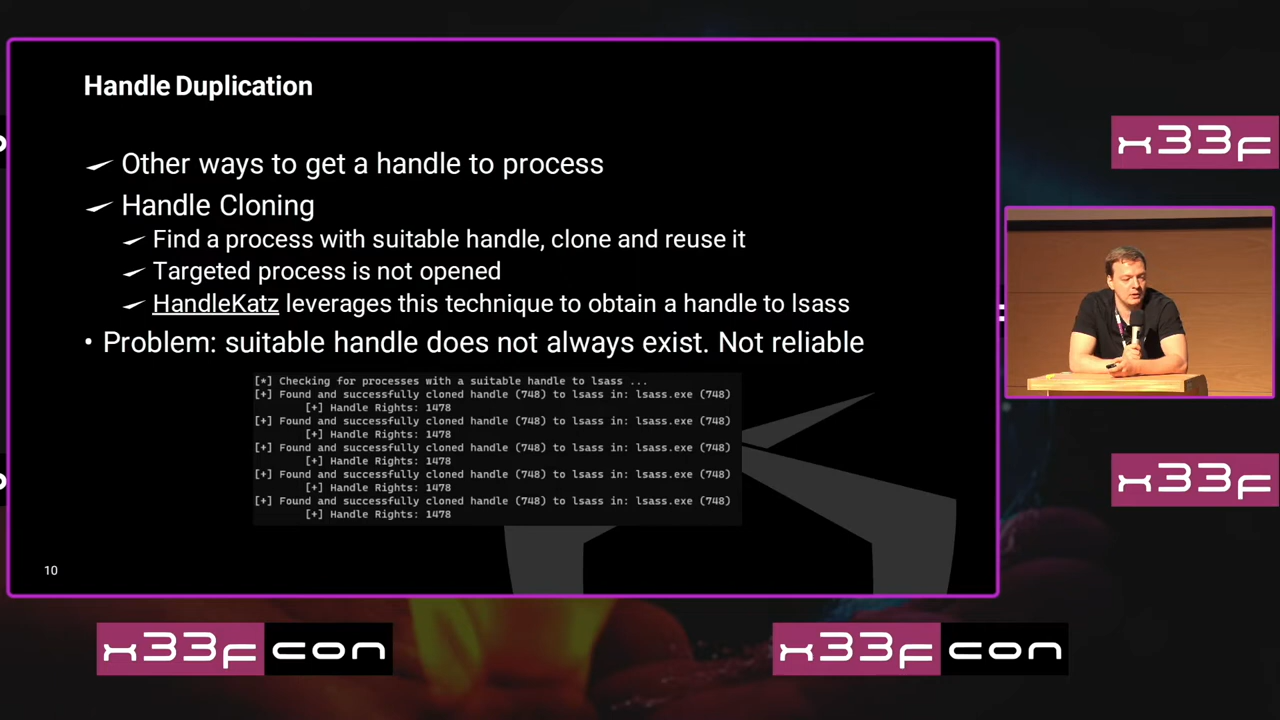 Handle Duplication
Other ways to get a handle to process
Handle Cloning
Find a process with suitable handle, clone and reuse it
Targeted process is not opened
HandleKatz leverages this technique to obtain a handle to lsass
• Problem: suitable handle does not always exist. Not reliable
[*] Checking for processes with a suitable handle to lsass ...
[+] Found and successfully cloned handle (748) to lsass in: lsass.exe (748)
[+] Handle Rights: 1478
[+] Found and successfully cloned handle (748) to lsass in: lsass.exe (748)
[+] Handle Rights: 1478
[+] Found and successfully cloned handle (748) to lsass in: lsass.exe (748)
[+] Handle Rights: 1478
[+] Found and successfully cloned handle (748) to lsass in: lsass.exe (748)
[+] Handle Rights: 1478
[+] Found and successfully cloned handle (748) to lsass in: lsass.exe (748)
[+] Handle Rights: 1478
10
x33f
x33f
x33fcon
x33fcon